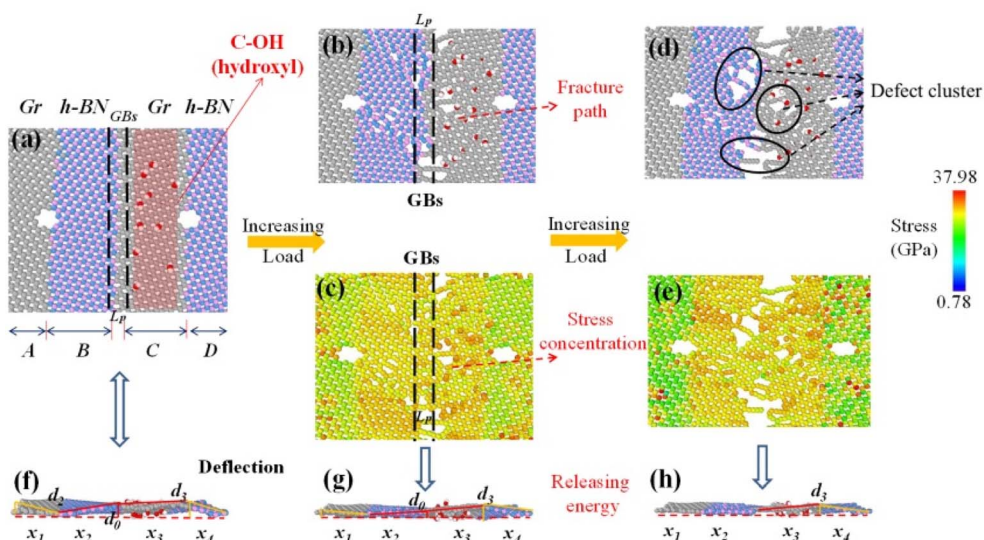 C-OH
(hydroxyl)
Gr h-BN GBs Gr h-BN
(a)
Lp
A B C D
Lp
(b)
Fracture
path
GBs
(d)
Defect cluster
Increasing
Load
Increasing
Load
37.98
Stress
(GPa)
0.78
GBs
(c)
Stress
concentration
Lp
(e)
(f)
Deflection
d2 d0 d3
x1 x2 x3 x4
(g)
d0 d3
x1 x2 x3 x4
Releasing
energy
(h)
d3
x1 x2 x3 x4